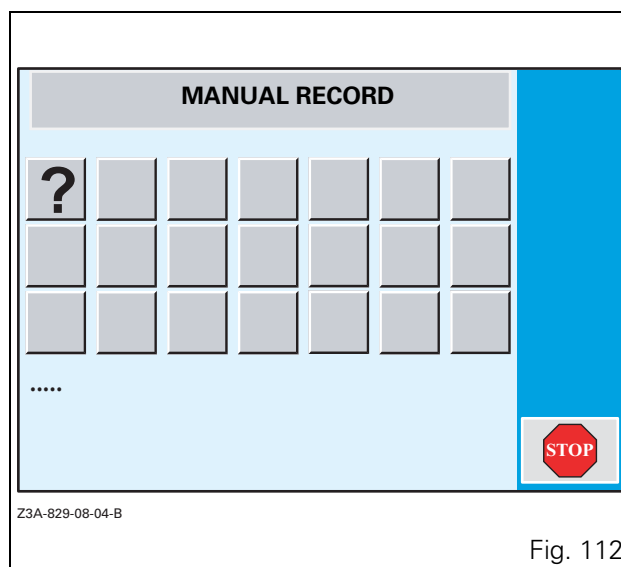 MANUAL RECORD
?
.....
STOP
Z3A-829-08-04-B
Fig. 112